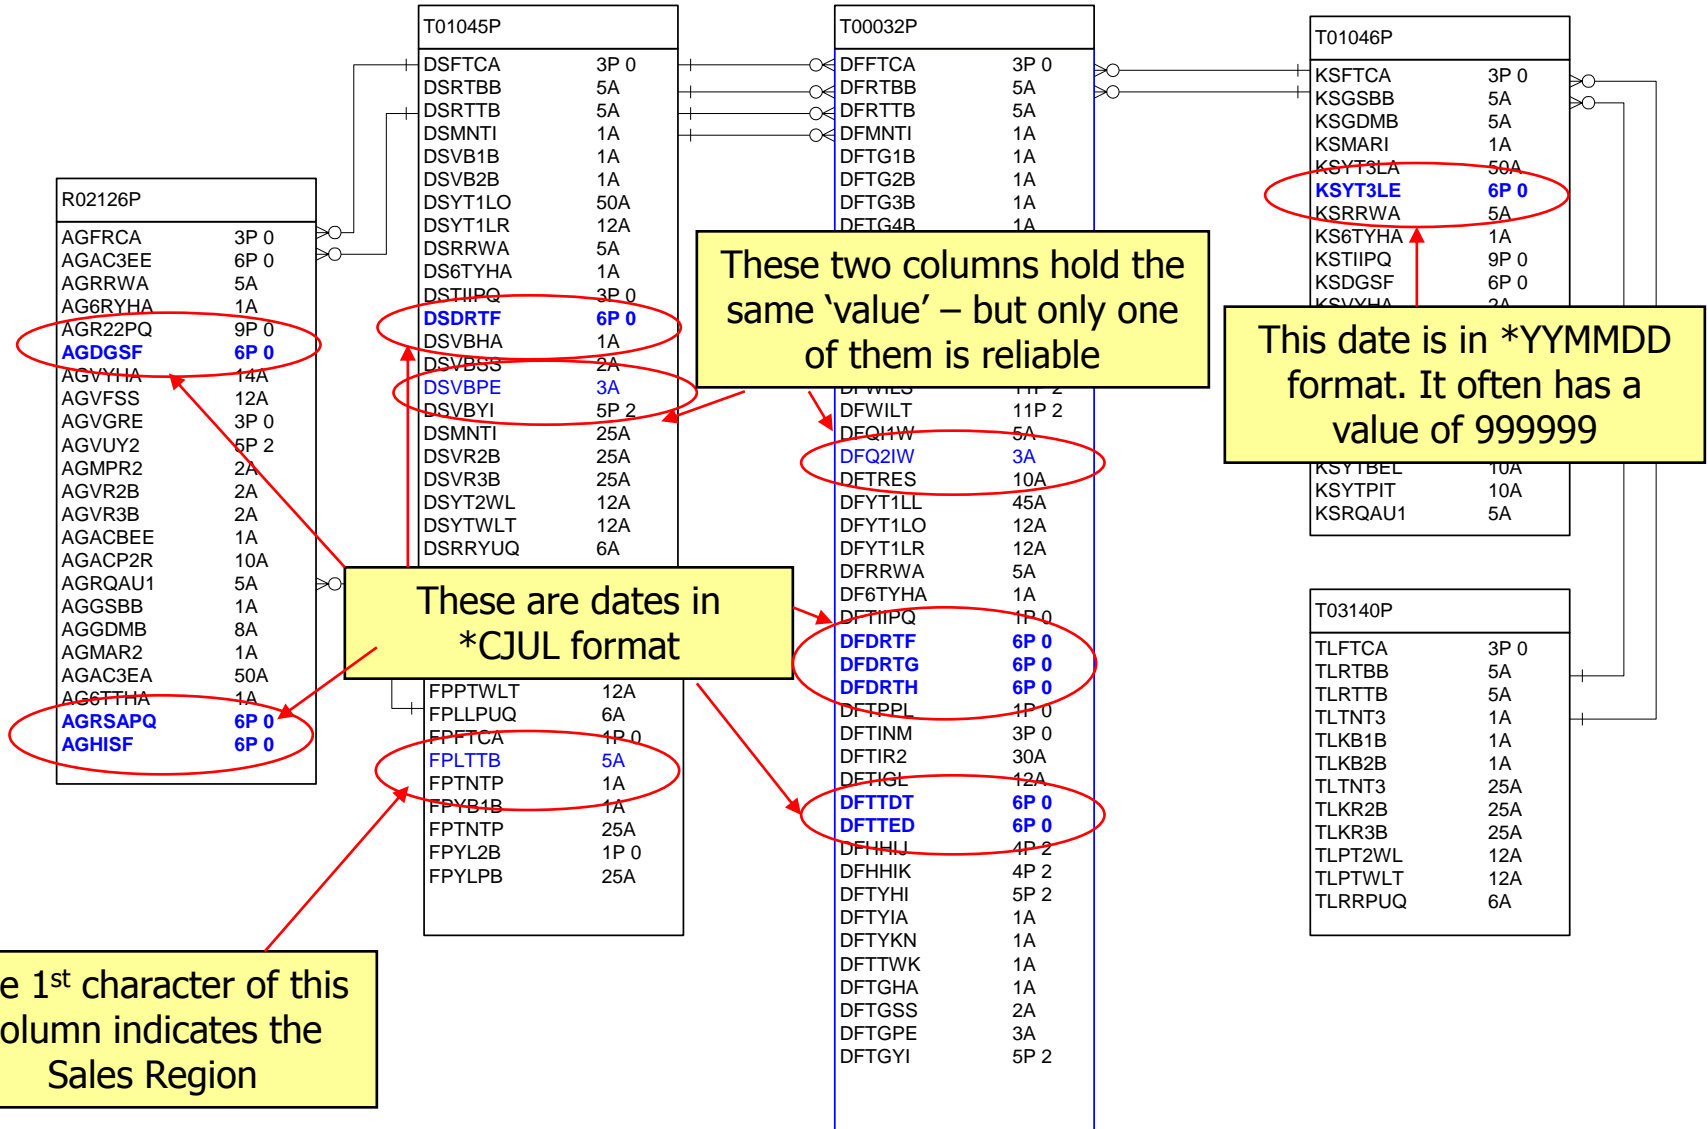 R02126P
AGFRCA 3P 0
AGAC3EE 6P 0
AGRRWA 5A
AG6RYHA 1A
AGR22PQ 9P 0
AGDGSF 6P 0
AGVYHA 14A
AGVFSS 12A
AGVGRE 3P 0
AGVUY2 5P 2
AGMPR2 2A
AGVR2B 2A
AGVR3B 2A
AGACBEE 1A
AGACP2R 10A
AGRQAU1 5A
AGGSBB 1A
AGGDMB 8A
AGMAR2 1A
AGAC3EA 50A
AG6TTHA 1A
AGRSAPQ 6P 0
AGHISF 6P 0
T01045P
DSFTCA 3P 0
DSRTBB 5A
DSRTTB 5A
DSMNTI 1A
DSVB1B 1A
DSVB2B 1A
DSYT1LO 50A
DSYT1LR 12A
DSRRWA 5A
DS6TYHA 1A
DSTIIPQ 3P 0
DSDRTF 6P 0
DSVBHA 1A
DSVBSS 2A
DSVBPE 3A
DSVBYI 5P 2
DSMNTI 25A
DSVR2B 25A
DSVR3B 25A
DSYT2WL 12A
DSYTWLT 12A
DSRRYUQ 6A
These are dates in
*CJUL format
FPPTWLT 12A
FPLLPUQ 6A
FPFTCA 1P 0
FPLTTB 5A
FPTNTP 1A
FPYB1B 1A
FPTNTP 25A
FPYL2B 1P 0
FPYLPB 25A
e 1st character of this
olumn indicates the
Sales Region
T00032P
DFFTCA 3P 0
DFRTBB 5A
DFRTTB 5A
DFMNTI 1A
DFTG1B 1A
DFTG2B 1A
DFTG3B 1A
DFTG4B 1A
These two columns hold the
same ‘value’ – but only one
of them is reliable
DFWILS 11P 2
DFWILT 11P 2
DFQI1W 5A
DFQ2IW 3A
DFTRES 10A
DFYT1LL 45A
DFYT1LO 12A
DFYT1LR 12A
DFRRWA 5A
DF6TYHA 1A
DFTIIPQ 1P 0
DFDRTF 6P 0
DFDRTG 6P 0
DFDRTH 6P 0
DFTPPL 1P 0
DFTINM 3P 0
DFTIR2 30A
DFTIGL 12A
DFTTDT 6P 0
DFTTED 6P 0
DFHHIJ 4P 2
DFHHIK 4P 2
DFTYHI 5P 2
DFTYIA 1A
DFTYKN 1A
DFTTWK 1A
DFTGHA 1A
DFTGSS 2A
DFTGPE 3A
DFTGYI 5P 2
T01046P
KSFTCA 3P 0
KSGSBB 5A
KSGDMB 5A
KSMARI 1A
KSYT3LA 50A
KSYT3LE 6P 0
KSRRWA 5A
KS6TYHA 1A
KSTIIPQ 9P 0
KSDGSF 6P 0
KSVYHA 2A
This date is in *YYMMDD
format. It often has a
value of 999999
KSYTBEL 10A
KSYTPIT 10A
KSRQAU1 5A
T03140P
TLFTCA 3P 0
TLRTBB 5A
TLRTTB 5A
TLTNT3 1A
TLKB1B 1A
TLKB2B 1A
TLTNT3 25A
TLKR2B 25A
TLKR3B 25A
TLPT2WL 12A
TLPTWLT 12A
TLRRPUQ 6A